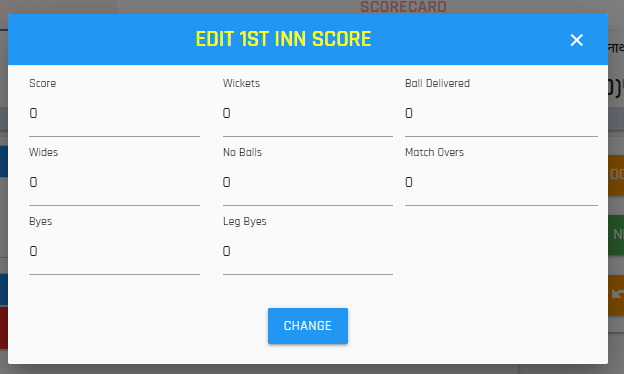 SCORECARD
EDIT 1ST INN SCORE
Score Wickets Ball Delivered
0 0 0
Wides No Balls Match Overs
0 0 0
Byes Leg Byes
0 0
CHANGE